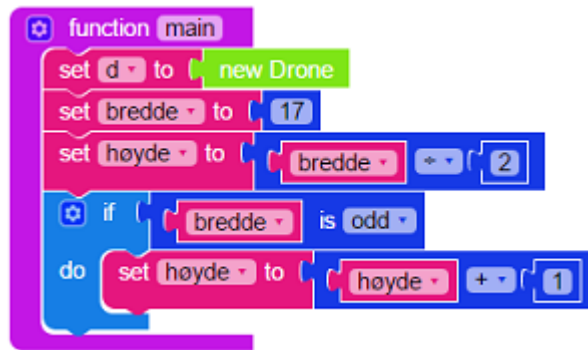 function main
set d to new Drone
set bredde to 17
set høyde to bredde ÷ 2
if bredde is odd
do set høyde to høyde + 1